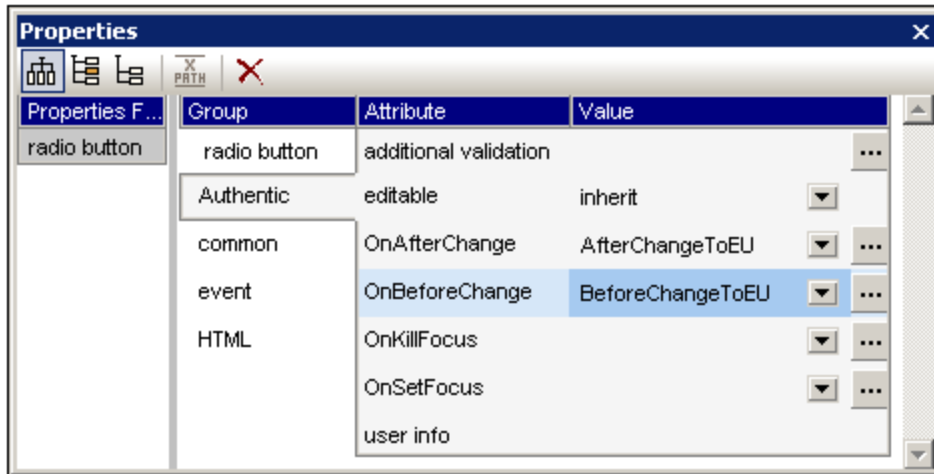 Properties
X
PATH
Properties F... Group Attribute Value
radio button radio button additional validation ...
Authentic editable inherit
common OnAfterChange AfterChangeToEU ...
event OnBeforeChange BeforeChangeToEU ...
HTML OnKillFocus ...
OnSetFocus ...
user info